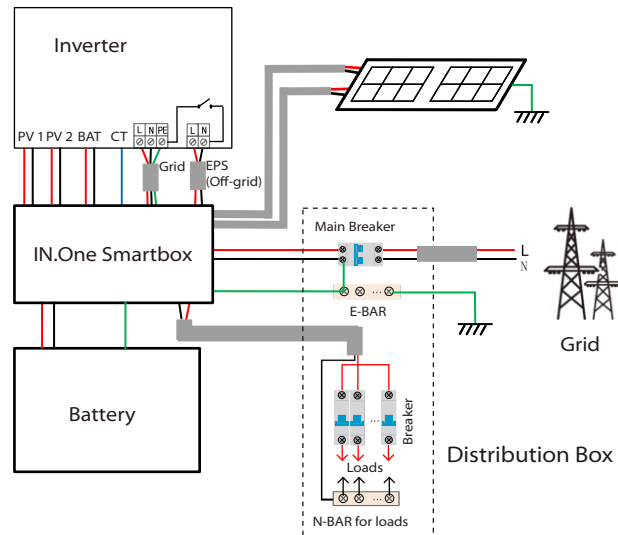 Inverter
PV 1 PV 2 BAT CT
L N PE
L N
Grid
EPS
(Off-grid)
IN.One Smartbox
Main Breaker
L
N
...
E-BAR
Grid
Battery
...
Breaker
Loads
Distribution Box
...
N-BAR for loads